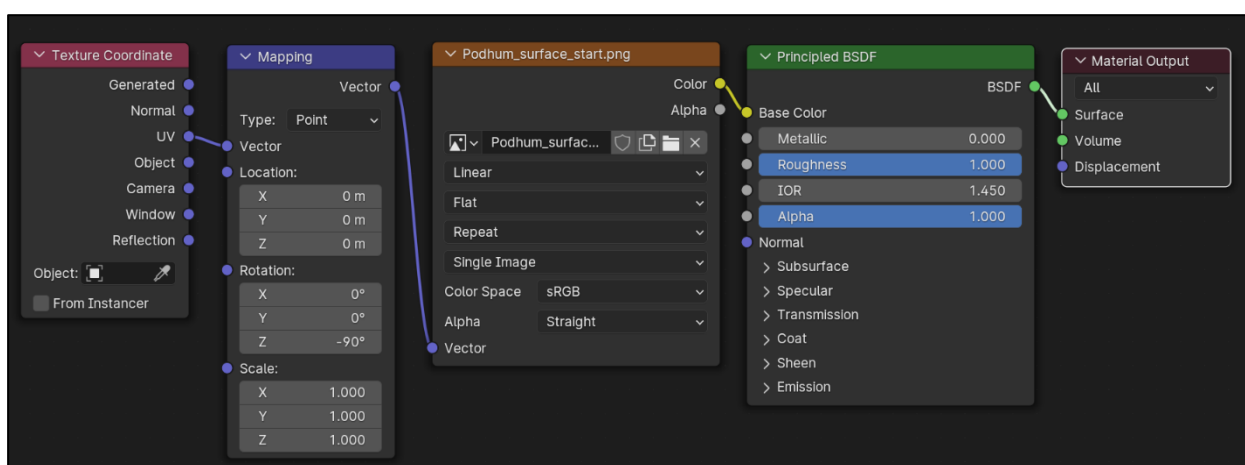 Texture Coordinate
Generated
Normal
UV
Object
Camera
Window
Reflection
Object:
From Instancer
Mapping
Vector
Type: Point
Vector
Location:
X 0 m
Y 0 m
Z 0 m
Rotation:
X 0°
Y 0°
Z -90°
Scale:
X 1.000
Y 1.000
Z 1.000
Podhum_surface_start.png
Color
Alpha
Podhum_surfac...
Linear
Flat
Repeat
Single Image
Color Space sRGB
Alpha Straight
Vector
Principled BSDF
BSDF
Base Color
Metallic 0.000
Roughness 1.000
IOR 1.450
Alpha 1.000
Normal
Subsurface
Specular
Transmission
Coat
Sheen
Emission
Material Output
All
Surface
Volume
Displacement